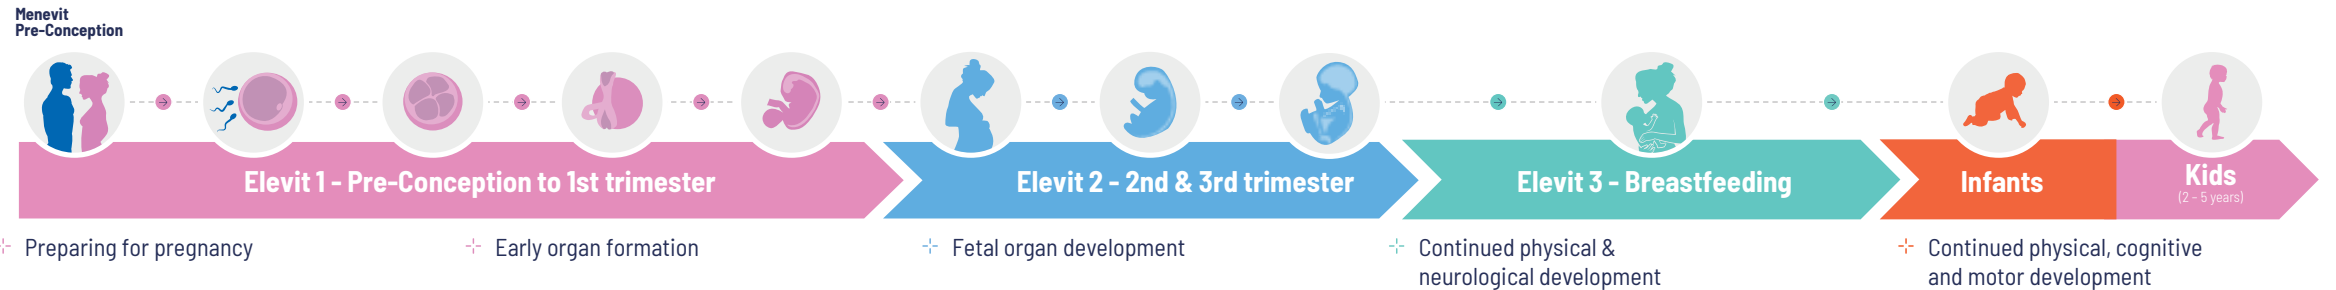 Menevit
Pre-Conception
Elevit 1 - Pre-Conception to 1st trimester
Elevit 2 - 2nd & 3rd trimester
Elevit 3 - Breastfeeding
Infants
Kids
(2 - 5 years)
Preparing for pregnancy
Early organ formation
Fetal organ development
Continued physical &
neurological development
Continued physical, cognitive
and motor development